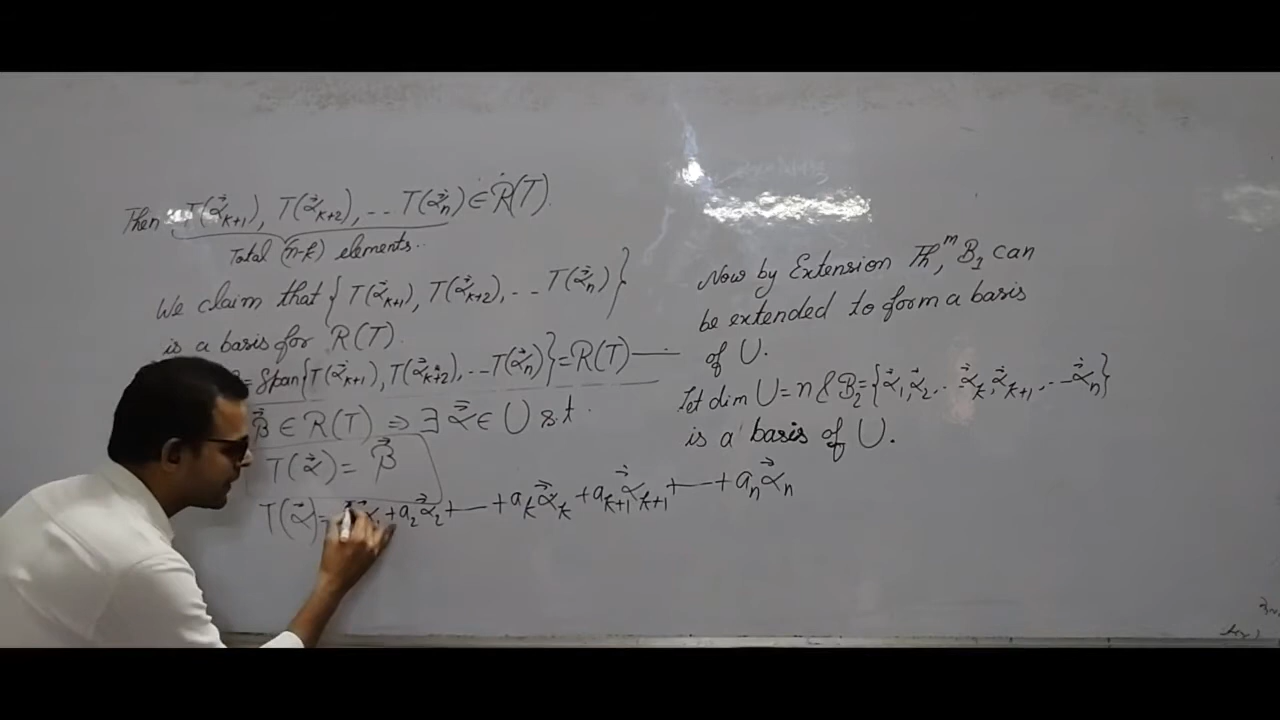 Then, T(α⃗ₖ₊₁), T(α⃗ₖ₊₂), --- T(α⃗ₙ) ∈ R(T).
Total (n-k) elements..
We claim that {T(α⃗ₖ₊₁), T(α⃗ₖ₊₂), --- T(α⃗ₙ)}
is a basis for R(T).
Span{T(α⃗ₖ₊₁), T(α⃗ₖ₊₂), --- T(α⃗ₙ)} = R(T) ——
β⃗ ∈ R(T) ⇒ ∃ α⃗ ∈ U s.t.
T(α⃗) = β⃗
T(α⃗) = + a₂α⃗₂ + — + aₖα⃗ₖ + aₖ₊₁α⃗ₖ₊₁ + — + aₙα⃗ₙ
Now by Extension Thᵐ, B₁ can
be extended to form a basis
of U.
Let dim U = n & B₂ = {α⃗₁, α⃗₂, .. α⃗ₖ, α⃗ₖ₊₁, --- α⃗ₙ}
is a basis of U.